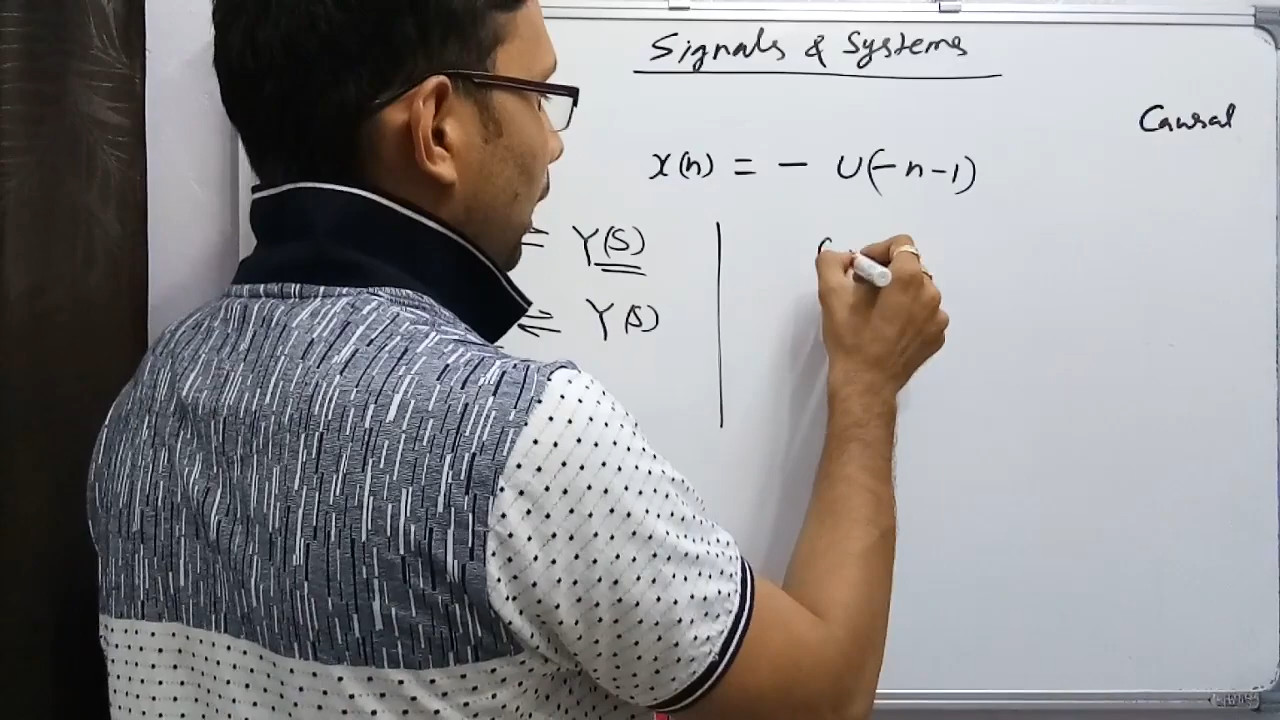 Signals & Systems
Causal
x(n) = - U(-n-1)
= Y(S)
Y(S)